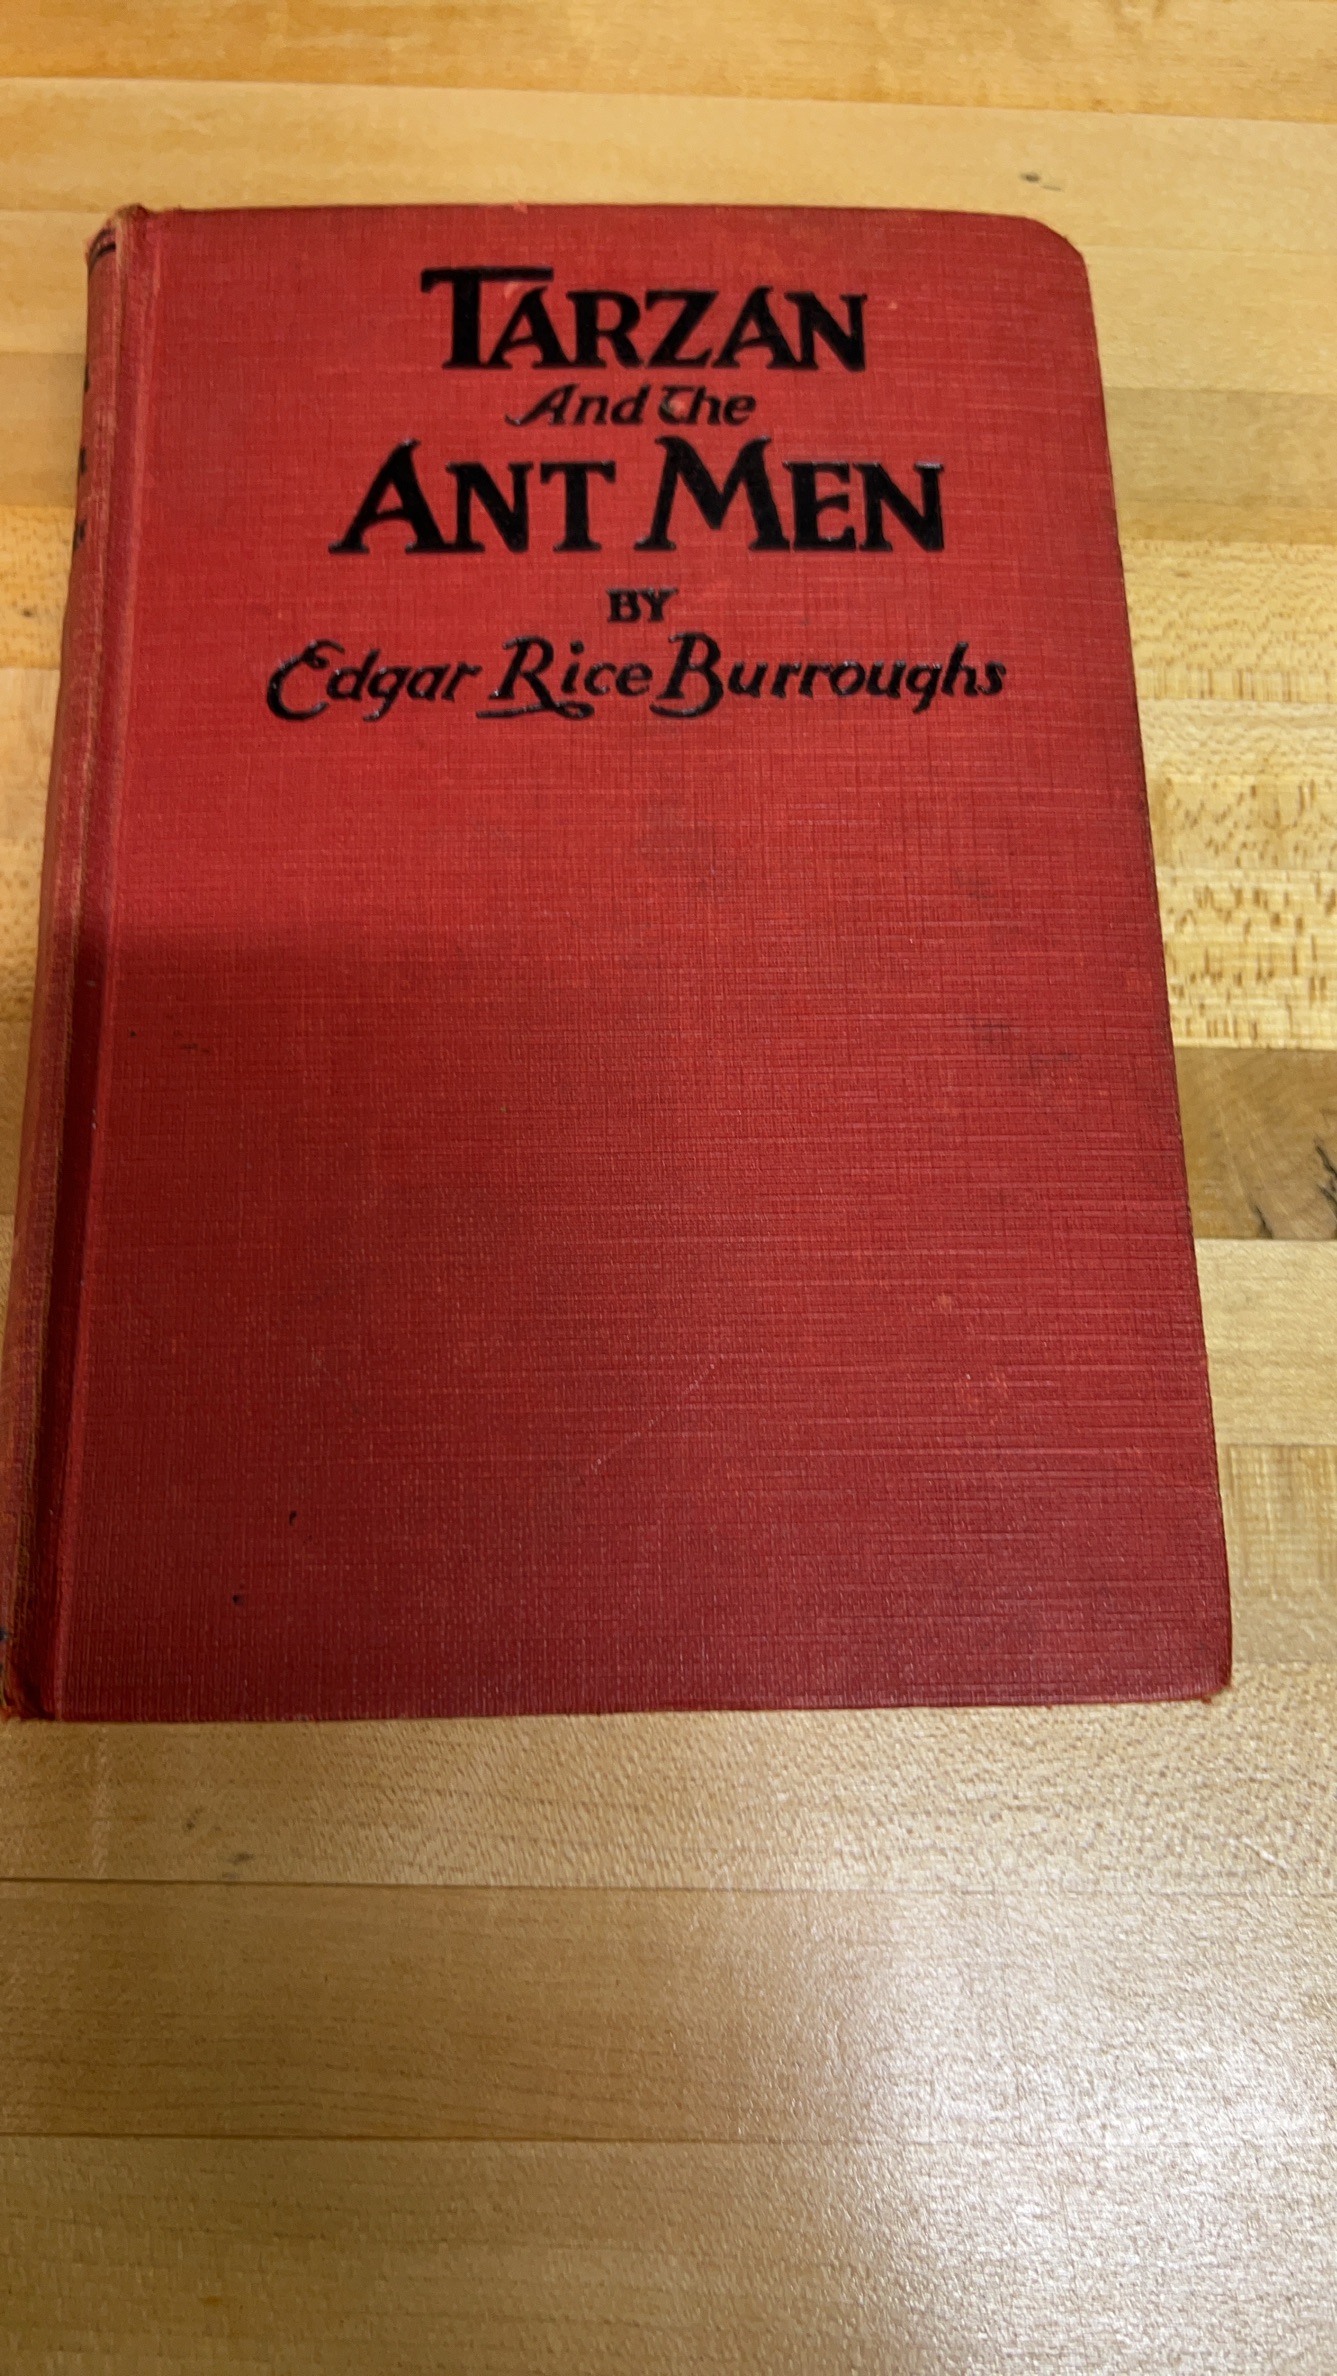 TARZAN
And The
ANT MEN
BY
Edgar Rice Burroughs